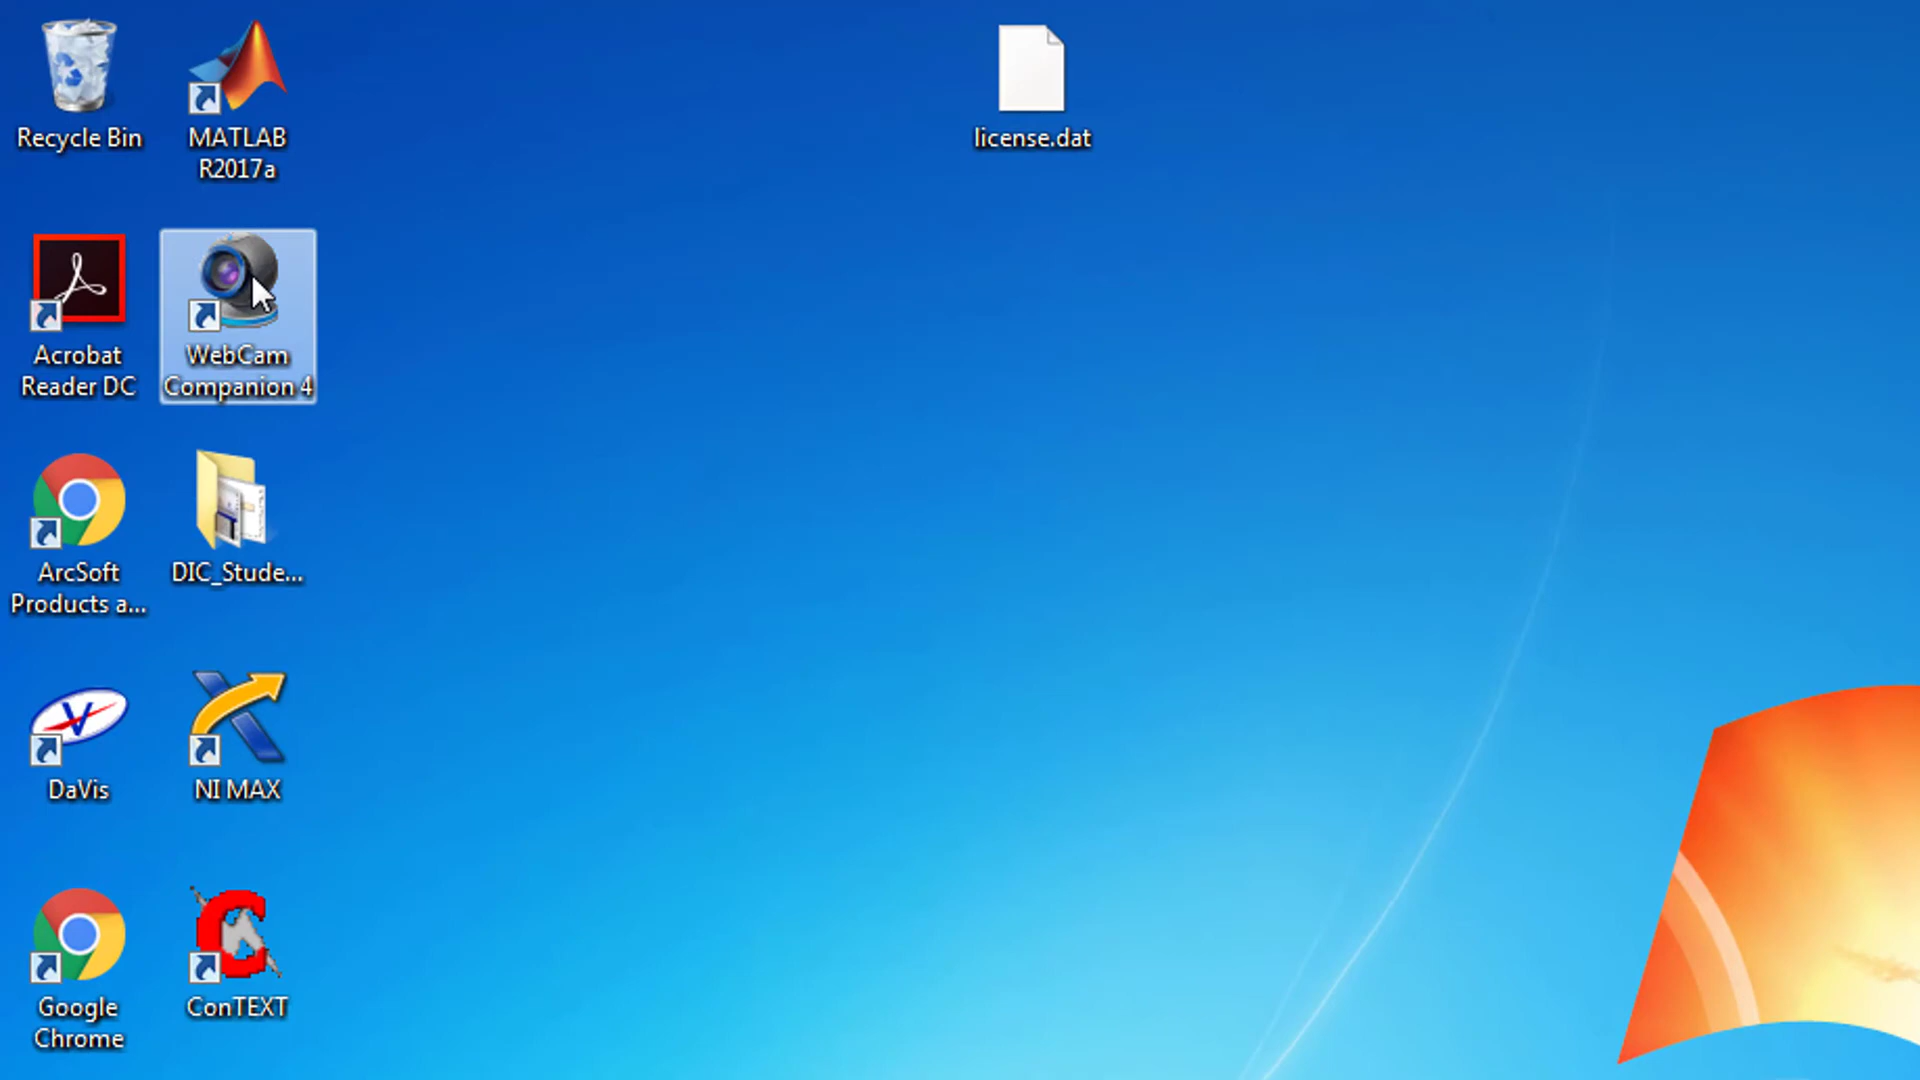 Recycle Bin
MATLAB
R2017a
license.dat
Acrobat
Reader DC
WebCam
Companion 4
ArcSoft
Products a...
DIC_Stude...
DaVis
NI MAX
Google
Chrome
ConTEXT